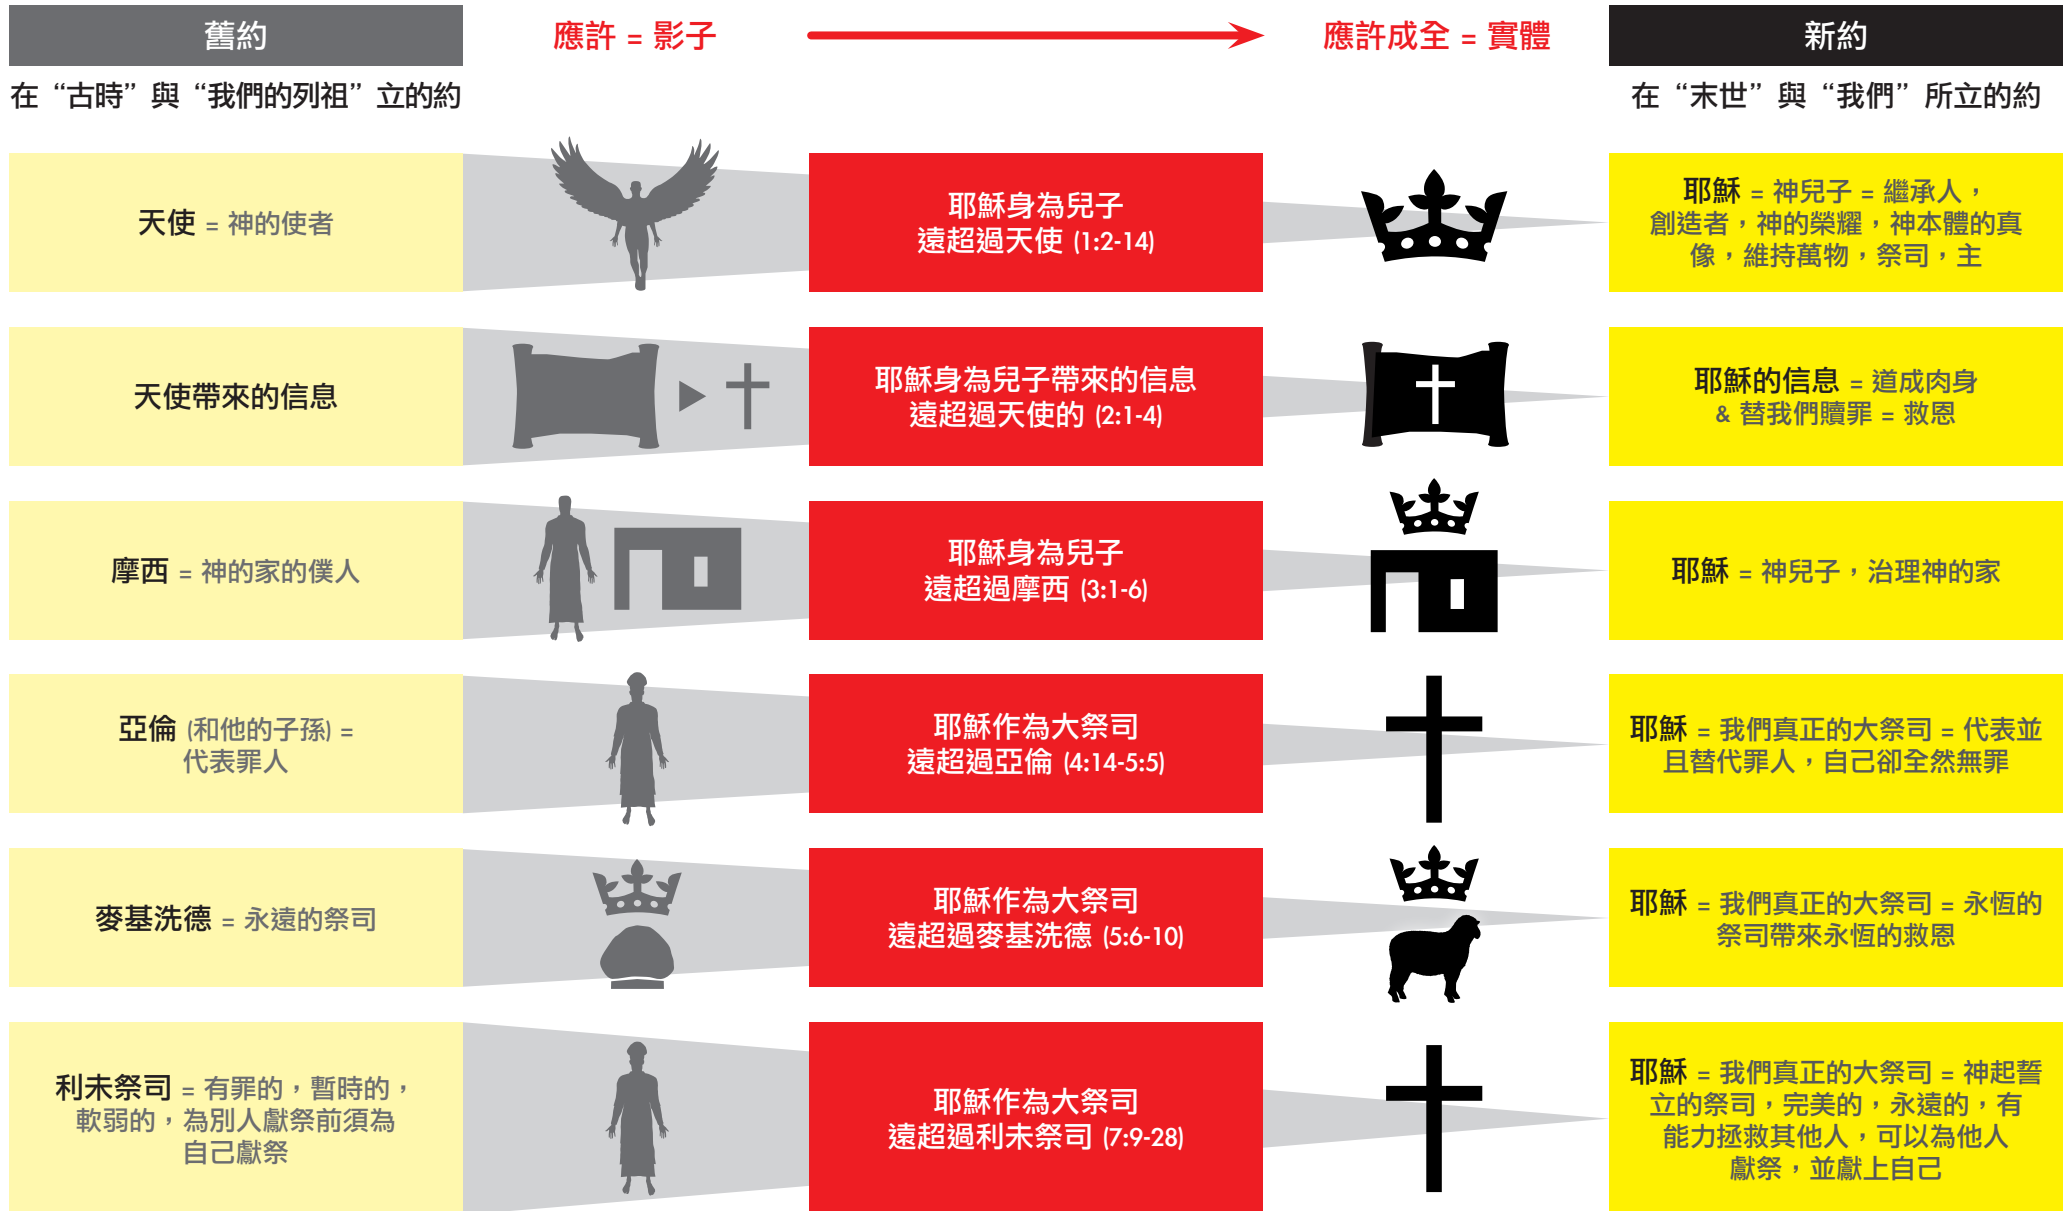 舊約
應許 = 影子
應許成全 = 實體
新約
在“古時”與“我們的列祖”立的約
在“末世”與“我們”所立的約
天使 = 神的使者
耶穌身為兒子
遠超過天使 (1:2-14)
耶穌 = 神兒子 = 繼承人，
創造者，神的榮耀，神本體的真
像，維持萬物，祭司，主
天使帶來的信息
耶穌身為兒子帶來的信息
遠超過天使的 (2:1-4)
耶穌的信息 = 道成肉身
& 替我們贖罪 = 救恩
摩西 = 神的家的僕人
耶穌身為兒子
遠超過摩西 (3:1-6)
耶穌 = 神兒子，治理神的家
亞倫 (和他的子孫) =
代表罪人
耶穌作為大祭司
遠超過亞倫 (4:14-5:5)
耶穌 = 我們真正的大祭司 = 代表並
且替代罪人，自己卻全然無罪
麥基洗德 = 永遠的祭司
耶穌作為大祭司
遠超過麥基洗德 (5:6-10)
耶穌 = 我們真正的大祭司 = 永恆的
祭司帶來永恆的救恩
利未祭司 = 有罪的，暫時的，
軟弱的，為別人獻祭前須為
自己獻祭
耶穌作為大祭司
遠超過利未祭司 (7:9-28)
耶穌 = 我們真正的大祭司 = 神起誓
立的祭司，完美的，永遠的，有
能力拯救其他人，可以為他人
獻祭，並獻上自己